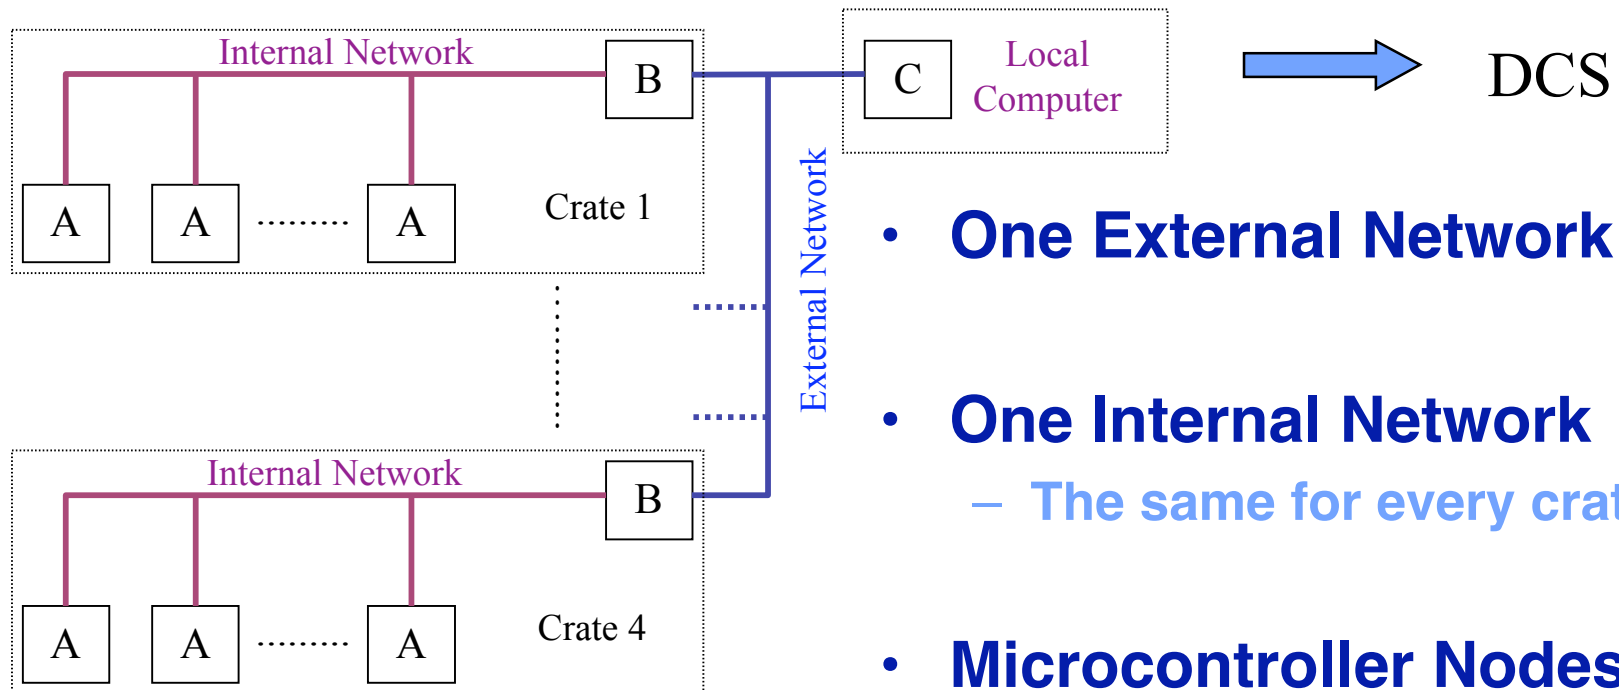 Internal Network
B
A A ......... A
Crate 1
C
Local
Computer
DCS
External Network
Internal Network
B
A A ......... A
Crate 4
• One External Network
• One Internal Network
– The same for every crat
• Microcontroller Nodes